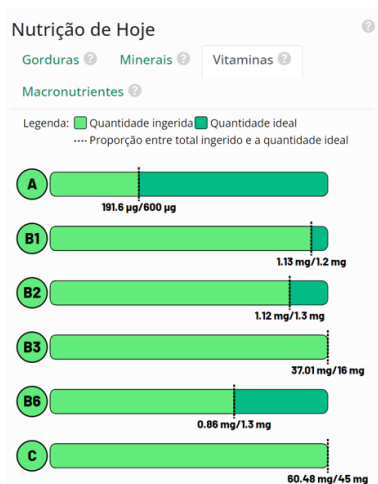 Nutrição de Hoje ?
Gorduras ? Minerais ? Vitaminas ?
Macronutrientes ?
Legenda: Quantidade ingerida Quantidade ideal
···· Proporção entre total ingerido e a quantidade ideal
A
191.6 μg/600 μg
B1
1.13 mg/1.2 mg
B2
1.12 mg/1.3 mg
B3
37.01 mg/16 mg
B6
0.86 mg/1.3 mg
C
60.48 mg/45 mg